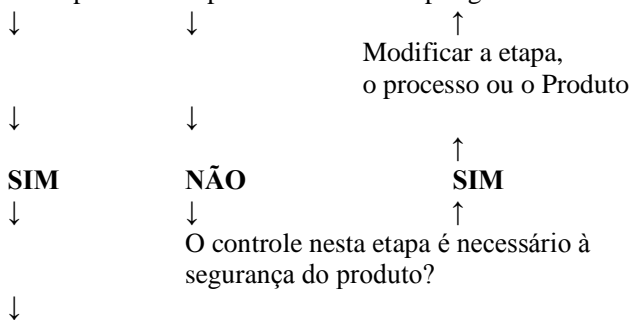 ↓ ↓ ↑
Modificar a etapa,
o processo ou o Produto
↓ ↓
↑
SIM NÃO SIM
↓ ↓ ↑
O controle nesta etapa é necessário à
segurança do produto?
↓